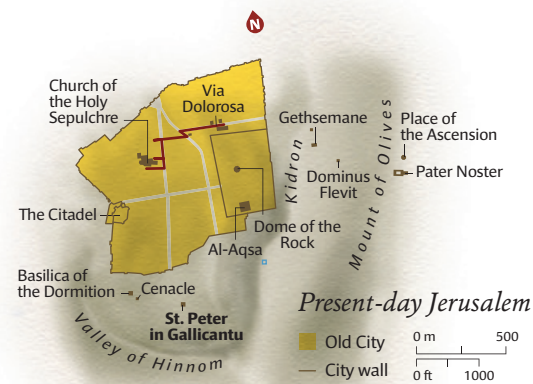 N
Church of
the Holy
Sepulchre
Via
Dolorosa
Gethsemane
Place of
the Ascension
Kidron
Mount of Olives
Dominus
Flevit
Pater Noster
The Citadel
Dome of the
Rock
Al-Aqsa
Basilica of
the Dormition
Cenacle
St. Peter
in Gallicantu
Valley of Hinnom
Present-day Jerusalem
Old City
City wall
0 m 500
0 ft 1000